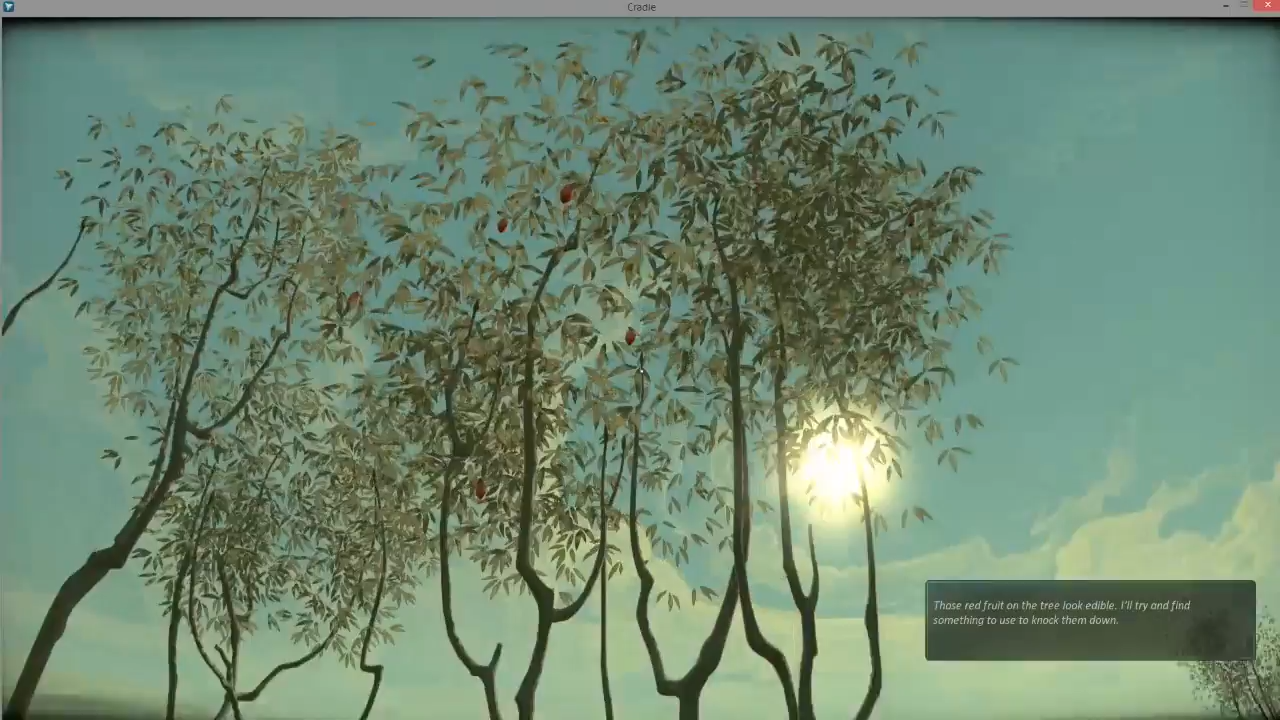 Cradle
Those red fruit on the tree look edible. I'll try and find
something to use to knock them down.